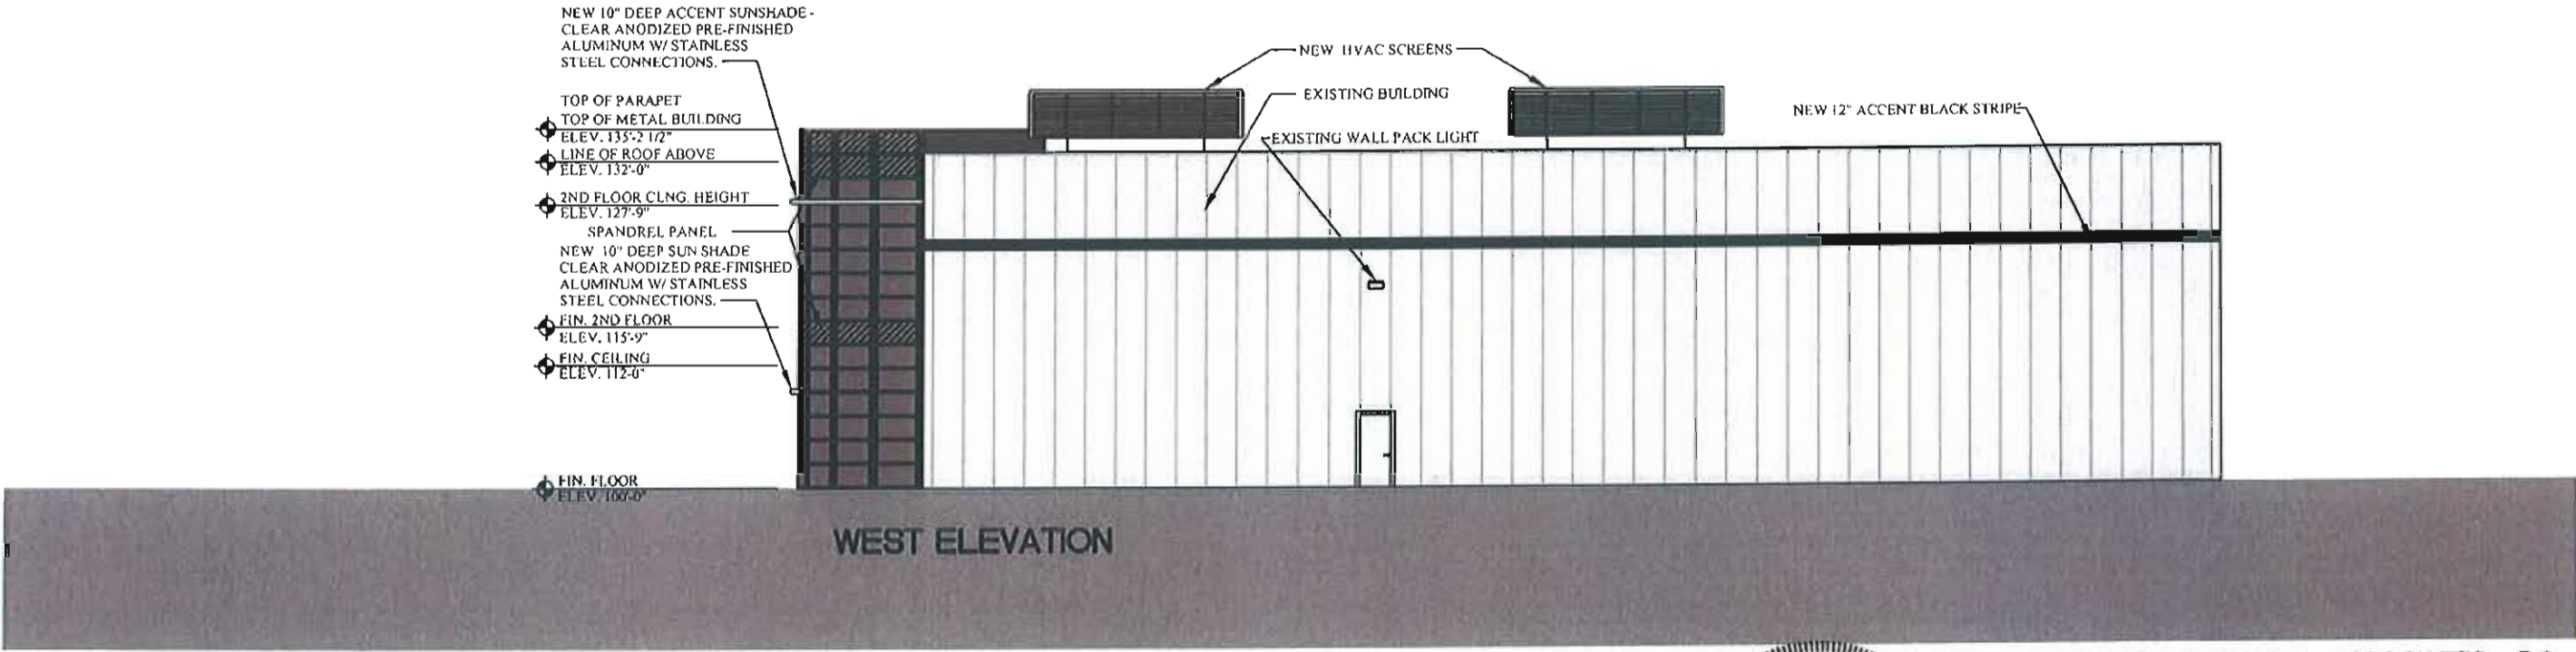 NEW 10" DEEP ACCENT SUNSHADE -
CLEAR ANODIZED PRE-FINISHED
ALUMINUM W/ STAINLESS
STEEL CONNECTIONS.
TOP OF PARAPET
TOP OF METAL BUILDING
ELEV. 135'-2 1/2"
LINE OF ROOF ABOVE
ELEV. 132'-0"
2ND FLOOR CLNG. HEIGHT
ELEV. 127'-9"
SPANDREL PANEL
NEW 10" DEEP SUN SHADE
CLEAR ANODIZED PRE-FINISHED
ALUMINUM W/ STAINLESS
STEEL CONNECTIONS.
FIN. 2ND FLOOR
ELEV. 115'-9"
FIN. CEILING
ELEV. 112'-0"
FIN. FLOOR
ELEV. 100'-0"
NEW HVAC SCREENS
EXISTING BUILDING
EXISTING WALL PACK LIGHT
NEW 12" ACCENT BLACK STRIPE
WEST ELEVATION